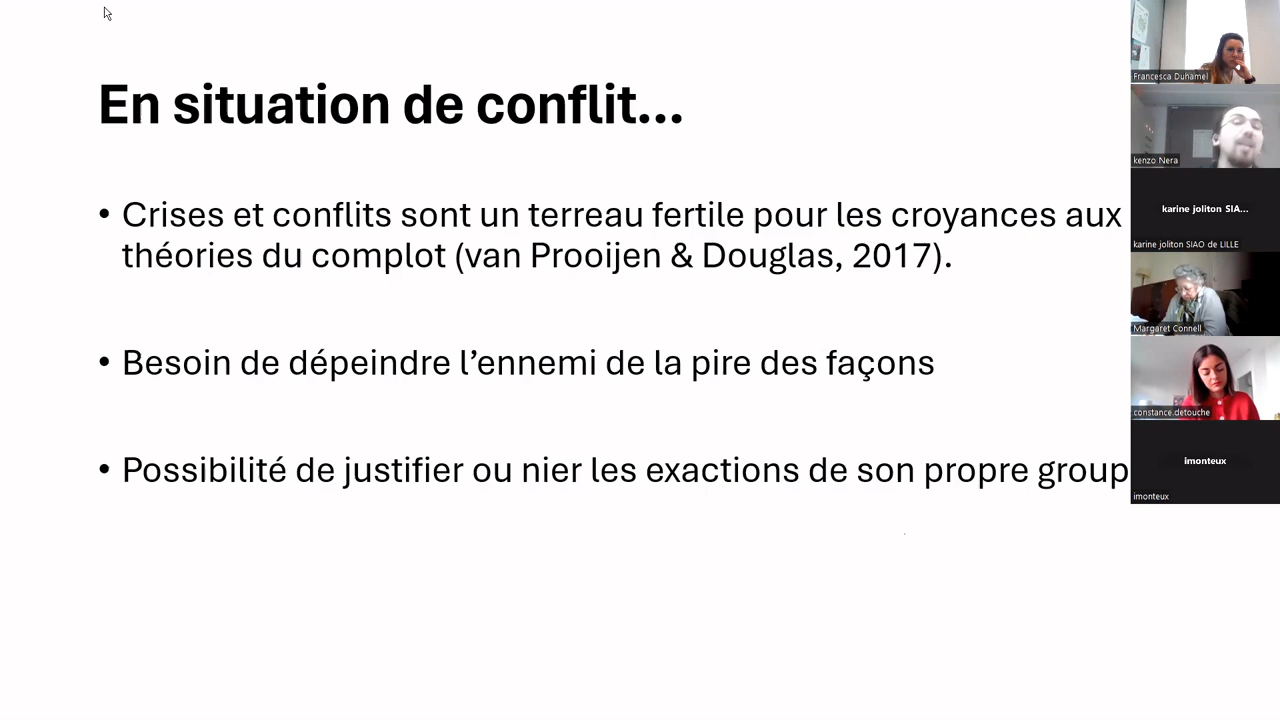 En situation de conflit...
• Crises et conflits sont un terreau fertile pour les croyances aux
théories du complot (van Prooijen & Douglas, 2017).
• Besoin de dépeindre l’ennemi de la pire des façons
• Possibilité de justifier ou nier les exactions de son propre group
Francesca Duhamel
kenzo Nera
karine joliton SIA...
karine joliton SIAO de LILLE
Margaret Connell
constance.detouche
imonteux
imonteux